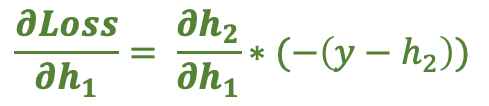 ∂Loss/∂h₁ = ∂h₂/∂h₁ * (−(y − h₂))